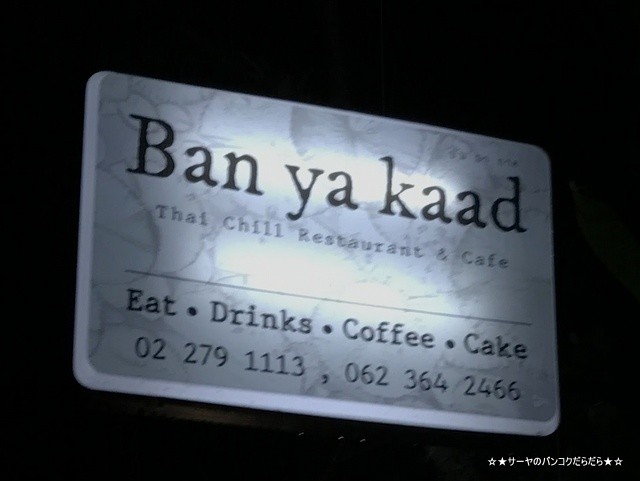 Ban ya kaad
Thai Chill Restaurant & Cafe
Eat • Drinks • Coffee • Cake
02 279 1113 , 062 364 2466
☆★サーヤのバンコクだらだら★☆